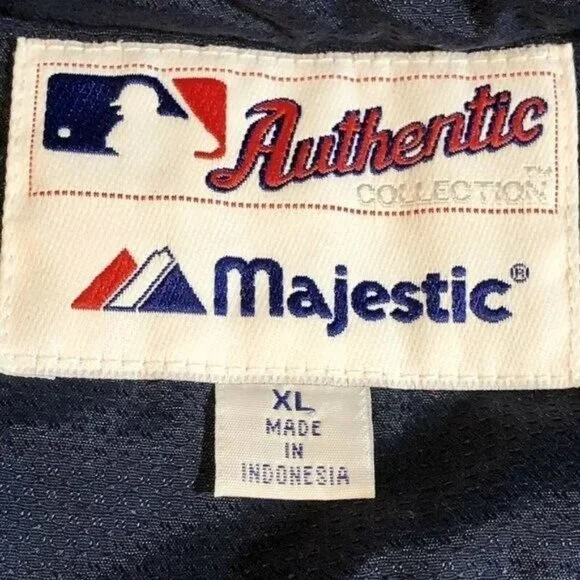 Authentic
COLLECTION™
Majestic®
XL
MADE
IN
INDONESIA